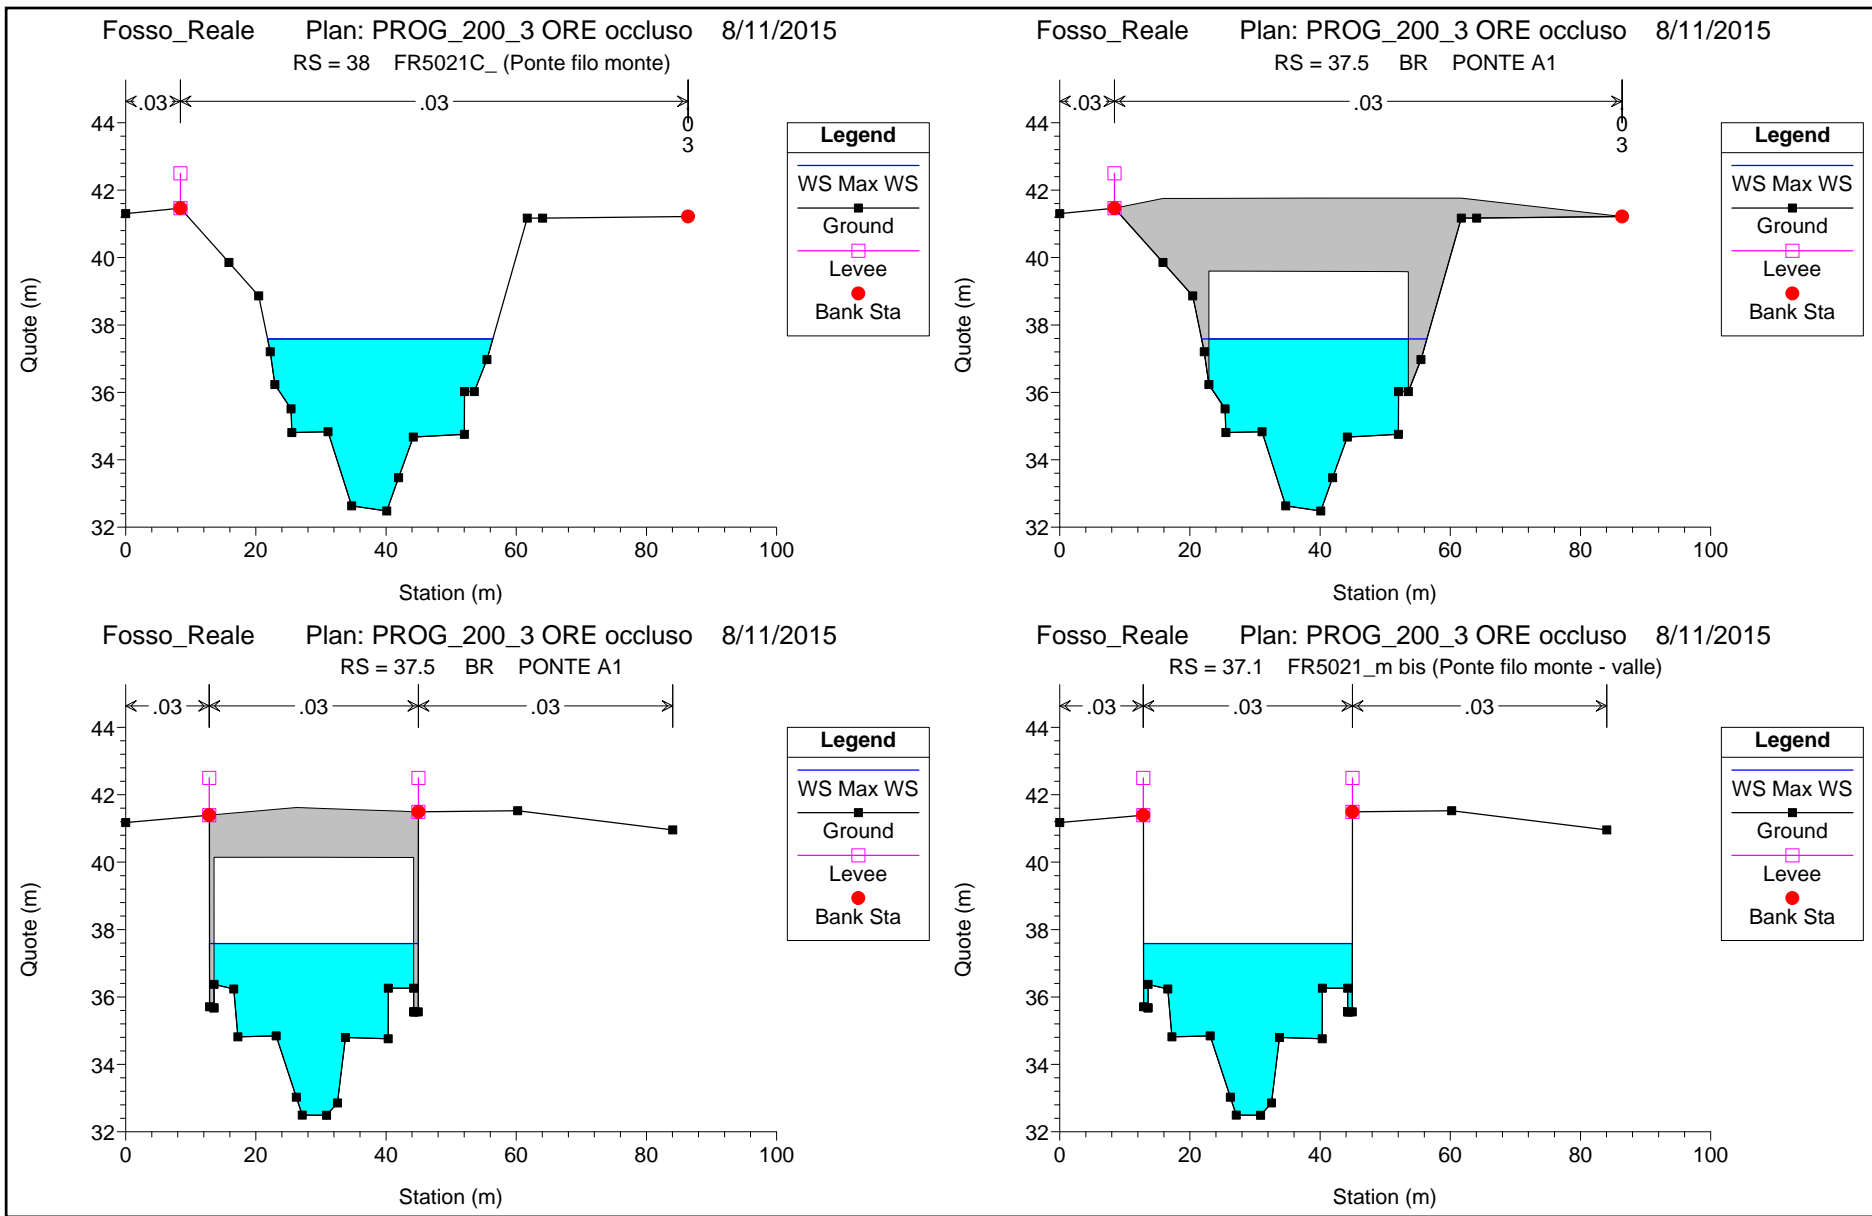 Fosso_Reale Plan: PROG_200_3 ORE occluso 8/11/2015
RS = 38 FR5021C_ (Ponte filo monte)
.03 .03 .03
44
42
40
38
36
34
32
0 20 40 60 80 100
Quote (m)
Station (m)
Legend
WS Max WS
Ground
Levee
Bank Sta
Fosso_Reale Plan: PROG_200_3 ORE occluso 8/11/2015
RS = 37.5 BR PONTE A1
.03 .03 .03
44
42
40
38
36
34
32
0 20 40 60 80 100
Quote (m)
Station (m)
Legend
WS Max WS
Ground
Levee
Bank Sta
Fosso_Reale Plan: PROG_200_3 ORE occluso 8/11/2015
RS = 37.5 BR PONTE A1
.03 .03 .03
44
42
40
38
36
34
32
0 20 40 60 80 100
Quote (m)
Station (m)
Legend
WS Max WS
Ground
Levee
Bank Sta
Fosso_Reale Plan: PROG_200_3 ORE occluso 8/11/2015
RS = 37.1 FR5021_m bis (Ponte filo monte - valle)
.03 .03 .03
44
42
40
38
36
34
32
0 20 40 60 80 100
Quote (m)
Station (m)
Legend
WS Max WS
Ground
Levee
Bank Sta